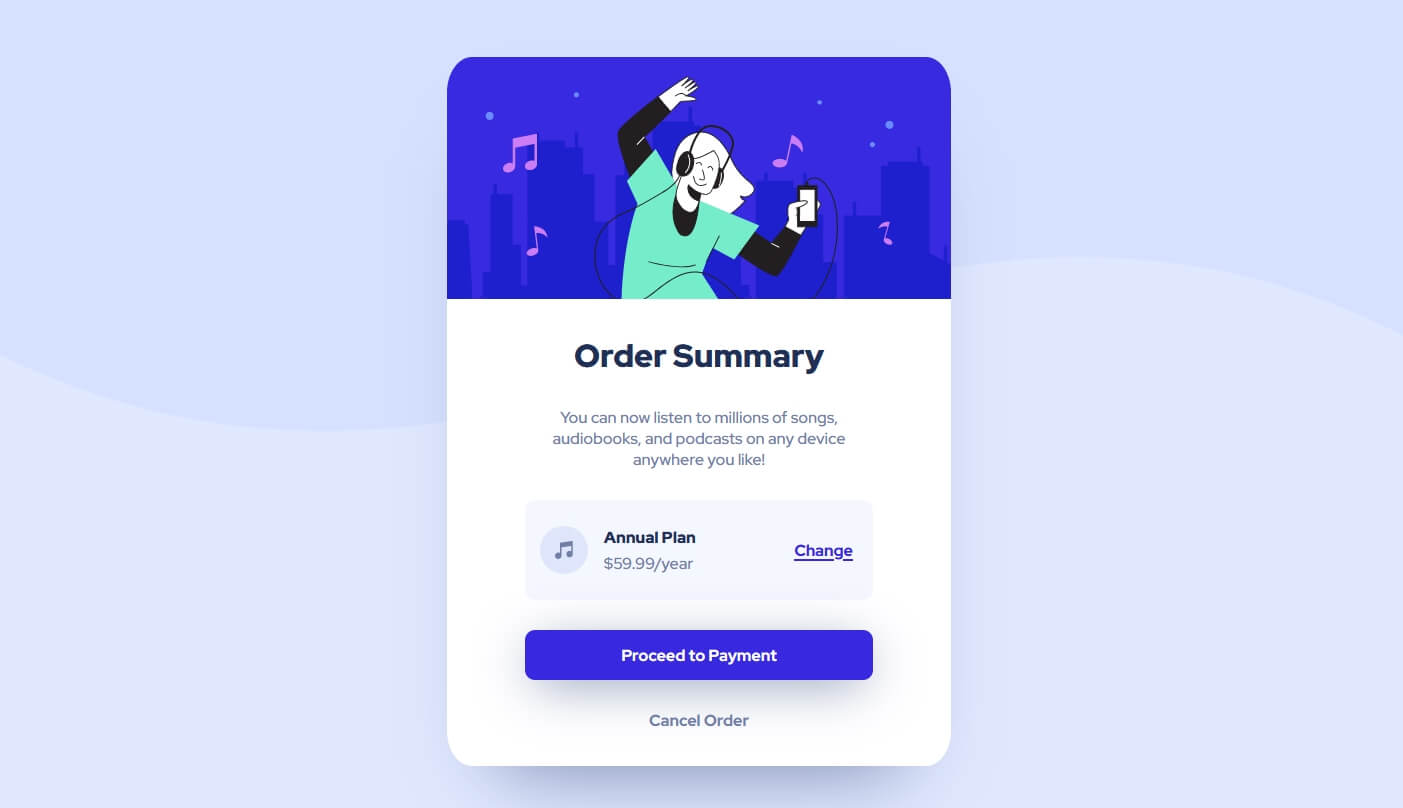 Order Summary
You can now listen to millions of songs,
audiobooks, and podcasts on any device
anywhere you like!
Annual Plan
$59.99/year
Change
Proceed to Payment
Cancel Order